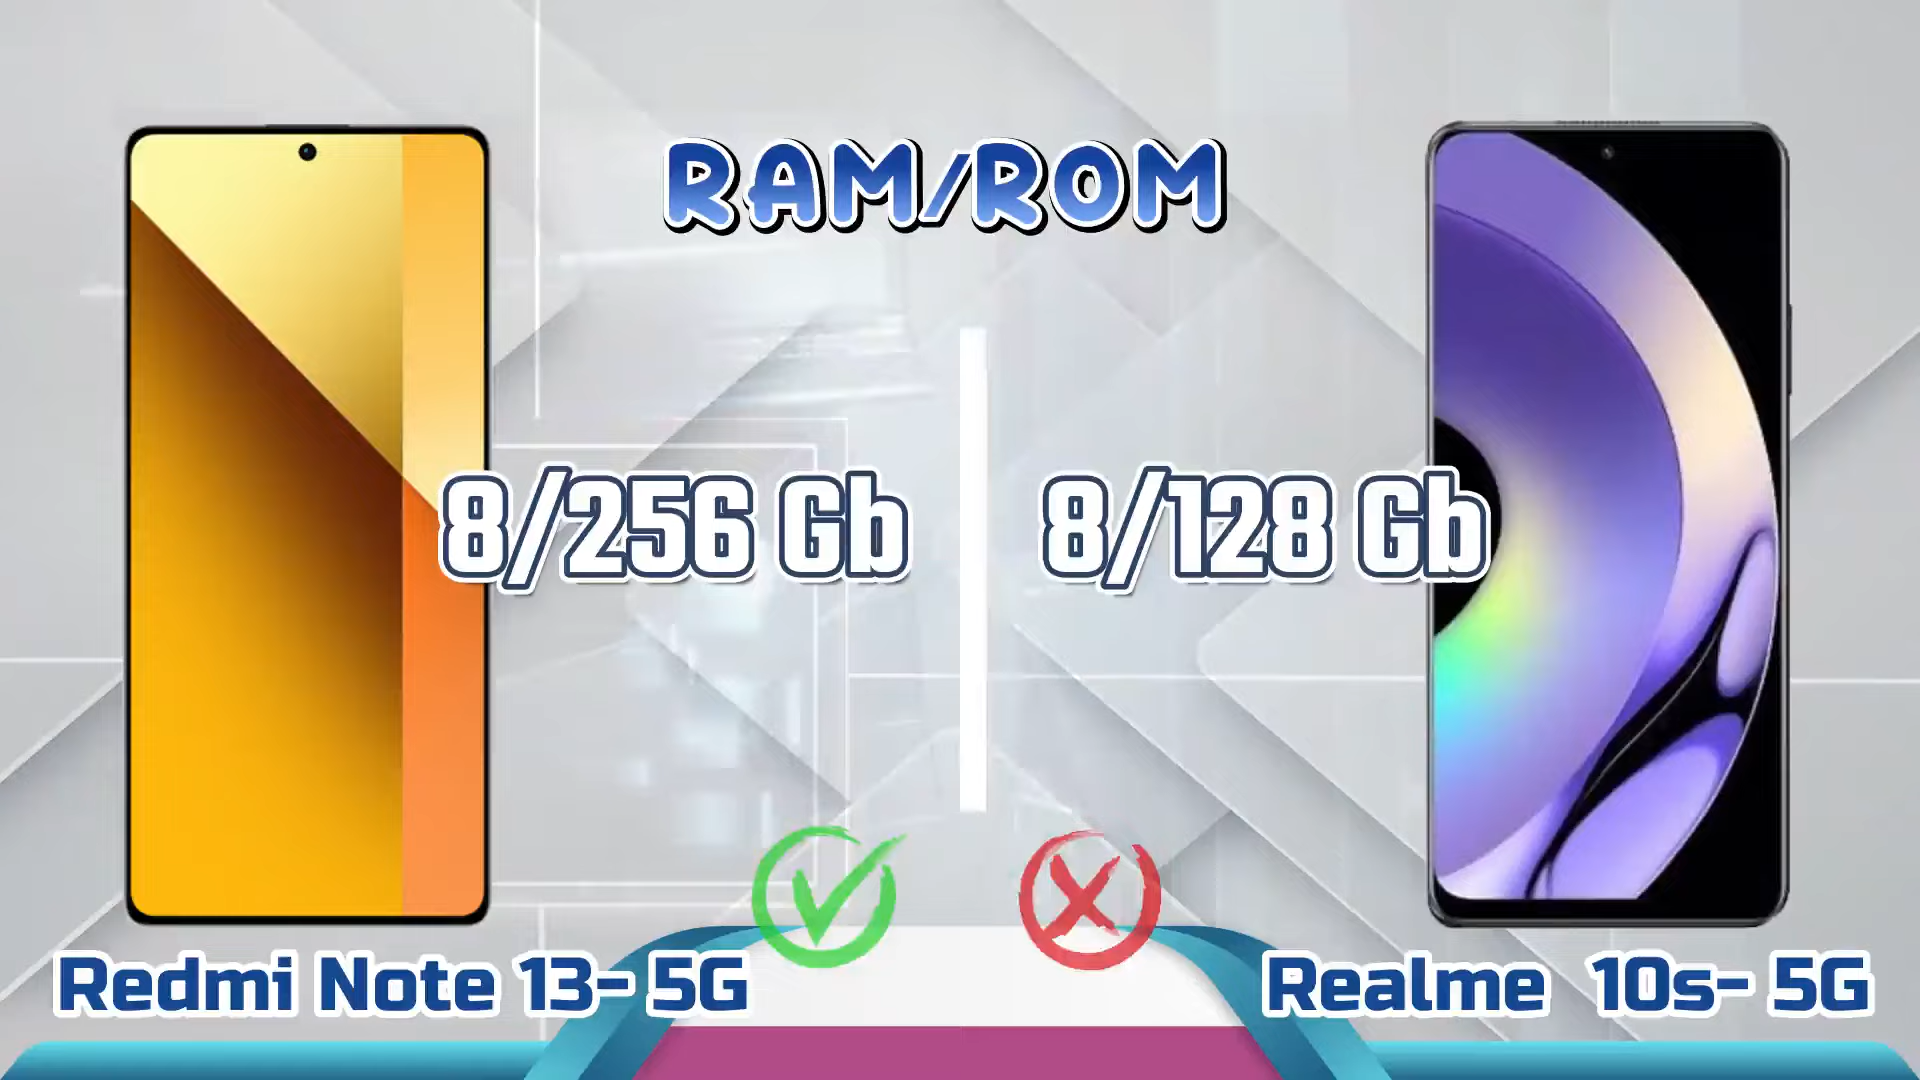 RAM/ROM
8/256 Gb
8/128 Gb
Redmi Note 13- 5G
Realme 10s- 5G